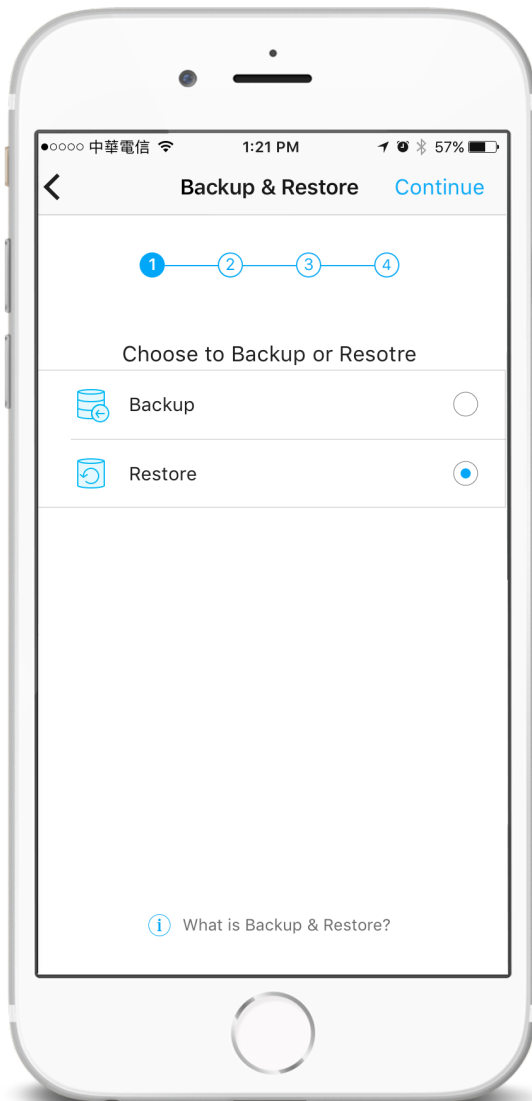 中華電信 1:21 PM 57%
Backup & Restore Continue
1 2 3 4
Choose to Backup or Resotre
Backup
Restore
i What is Backup & Restore?